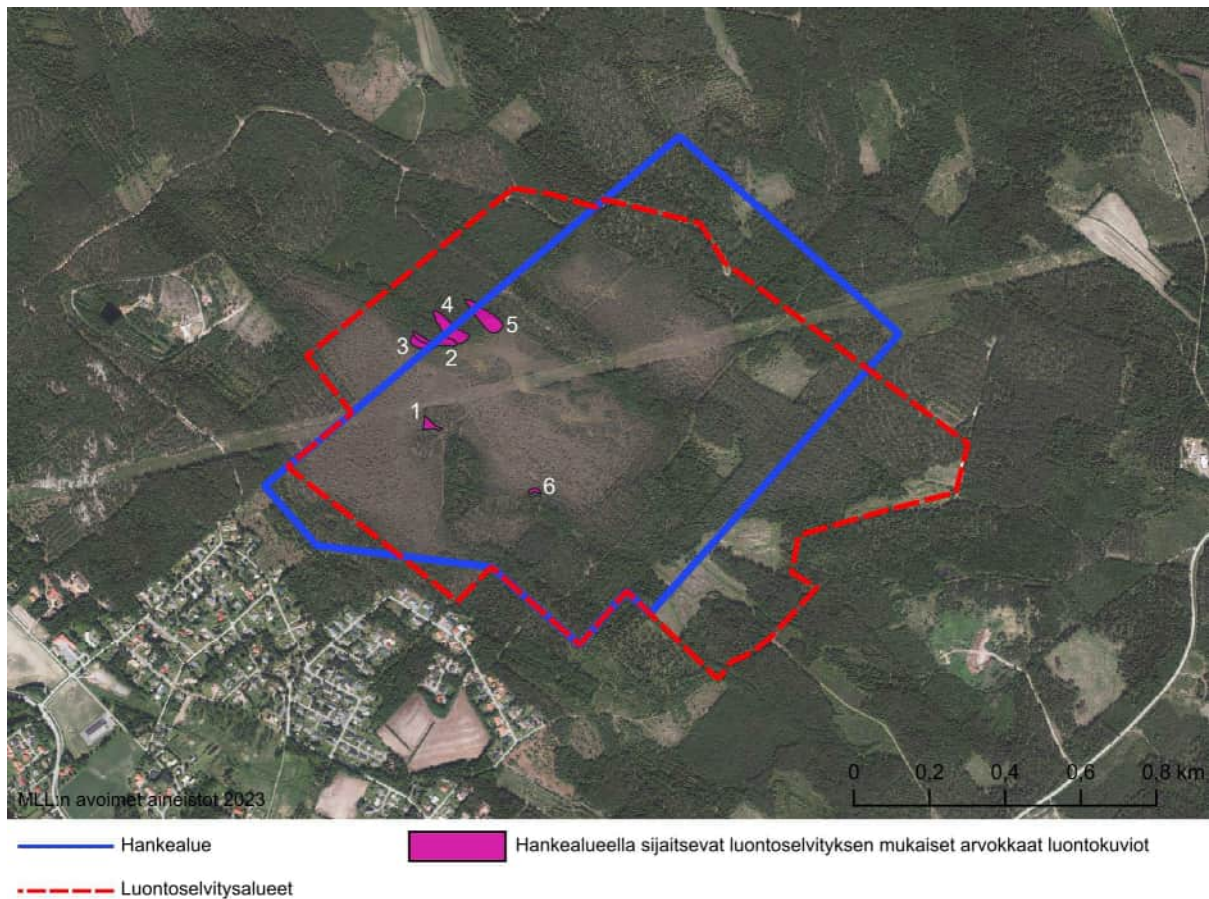 4
5
3
2
1
6
0 0,2 0,4 0,6 0,8 km
MLL:n avoimet aineistot 2023
Hankealue
Hankealueella sijaitsevat luontoselvityksen mukaiset arvokkaat luontokuviot
Luontoselvitysalueet